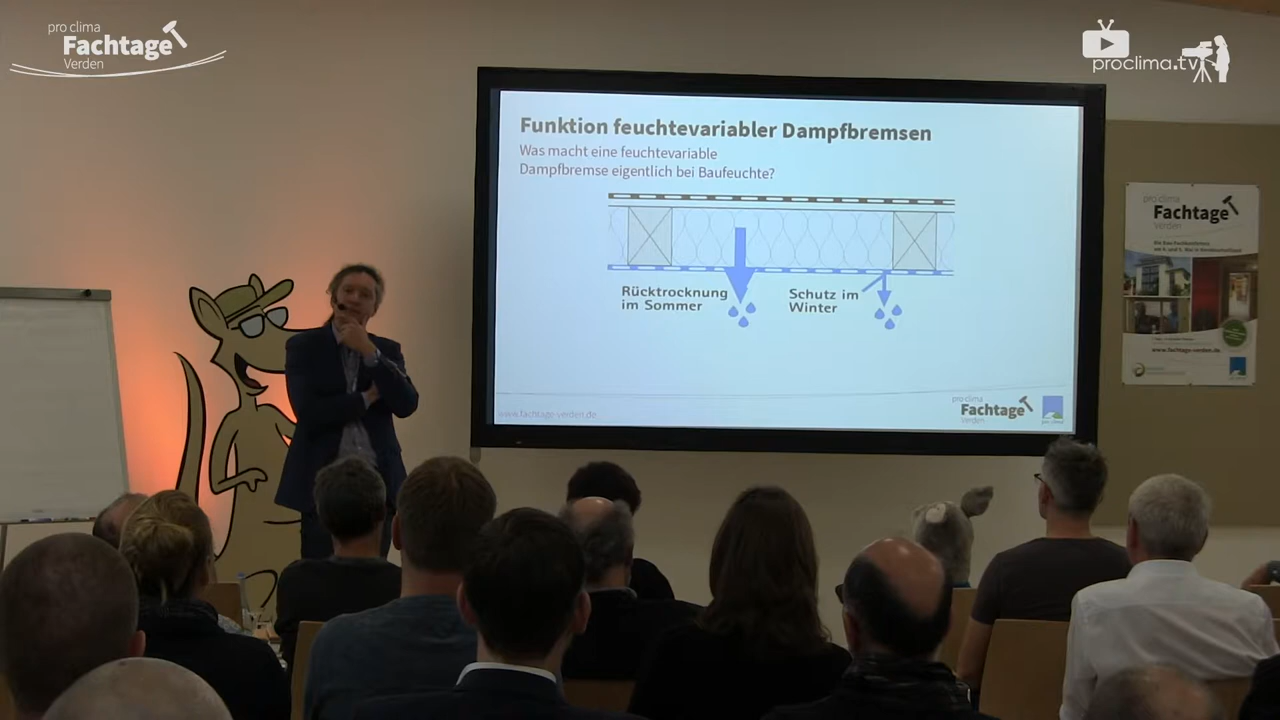 pro clima
Fachtage
Verden
proclima.tv
Funktion feuchtevariabler Dampfbremsen
Was macht eine feuchtevariable
Dampfbremse eigentlich bei Baufeuchte?
Rücktrocknung
im Sommer
Schutz im
Winter
www.fachtage-verden.de
pro clima
Fachtage
Verden
pro clima
pro clima
Fachtage
Verden
www.fachtage-verden.de